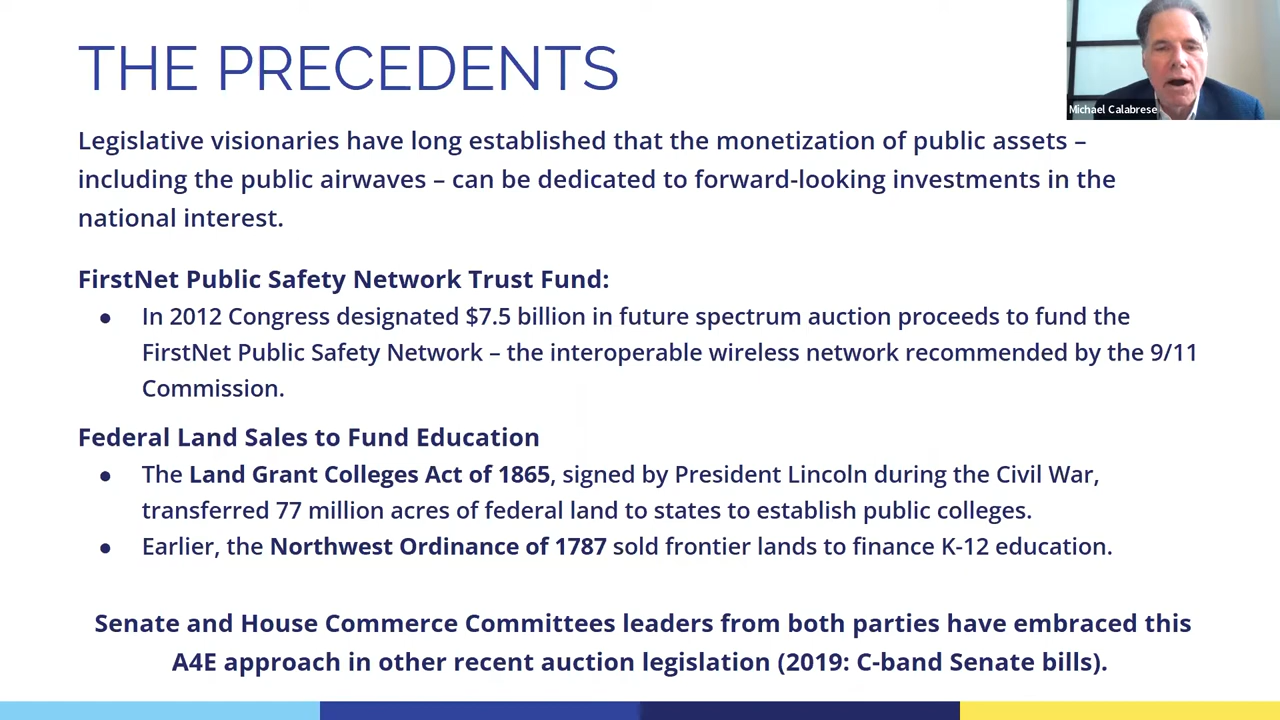 THE PRECEDENTS
Michael Calabrese
Legislative visionaries have long established that the monetization of public assets –
including the public airwaves – can be dedicated to forward-looking investments in the
national interest.
FirstNet Public Safety Network Trust Fund:
● In 2012 Congress designated $7.5 billion in future spectrum auction proceeds to fund the
FirstNet Public Safety Network – the interoperable wireless network recommended by the 9/11
Commission.
Federal Land Sales to Fund Education
● The Land Grant Colleges Act of 1865, signed by President Lincoln during the Civil War,
transferred 77 million acres of federal land to states to establish public colleges.
● Earlier, the Northwest Ordinance of 1787 sold frontier lands to finance K-12 education.
Senate and House Commerce Committees leaders from both parties have embraced this
A4E approach in other recent auction legislation (2019: C-band Senate bills).